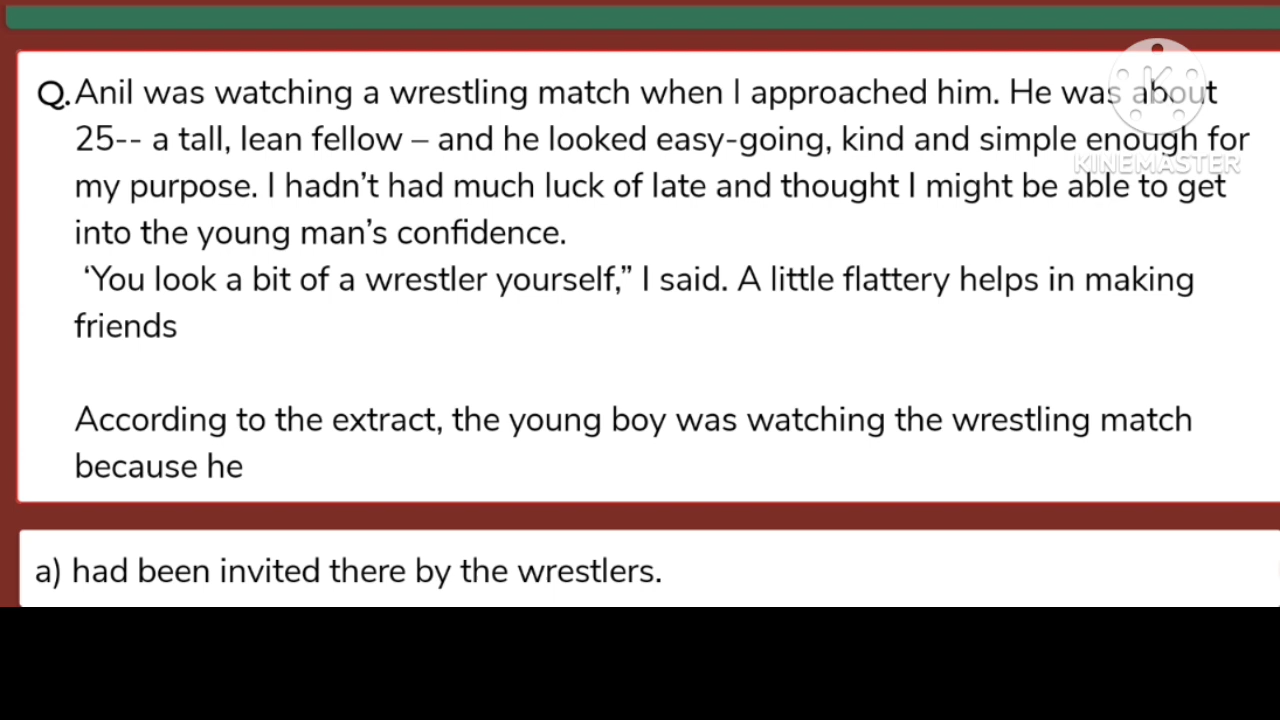 Q. Anil was watching a wrestling match when I approached him. He was about
25-- a tall, lean fellow – and he looked easy-going, kind and simple enough for
my purpose. I hadn’t had much luck of late and thought I might be able to get
into the young man’s confidence.
‘You look a bit of a wrestler yourself,” I said. A little flattery helps in making
friends
According to the extract, the young boy was watching the wrestling match
because he
a) had been invited there by the wrestlers.
K
KINEMASTER